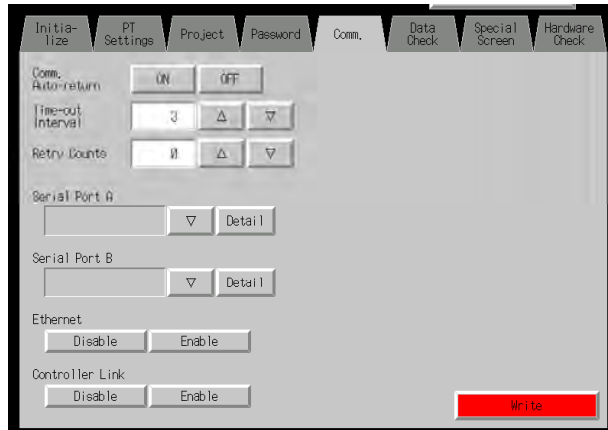 Initia-
lize
PT
Settings
Project
Password
Comm.
Data
Check
Special
Screen
Hardware
Check
Comm.
Auto-return
ON OFF
Time-out
Interval
3 △ ▽
Retry Counts 0 △ ▽
Serial Port A
▽ Detail
Serial Port B
▽ Detail
Ethernet
Disable Enable
Controller Link
Disable Enable
Write